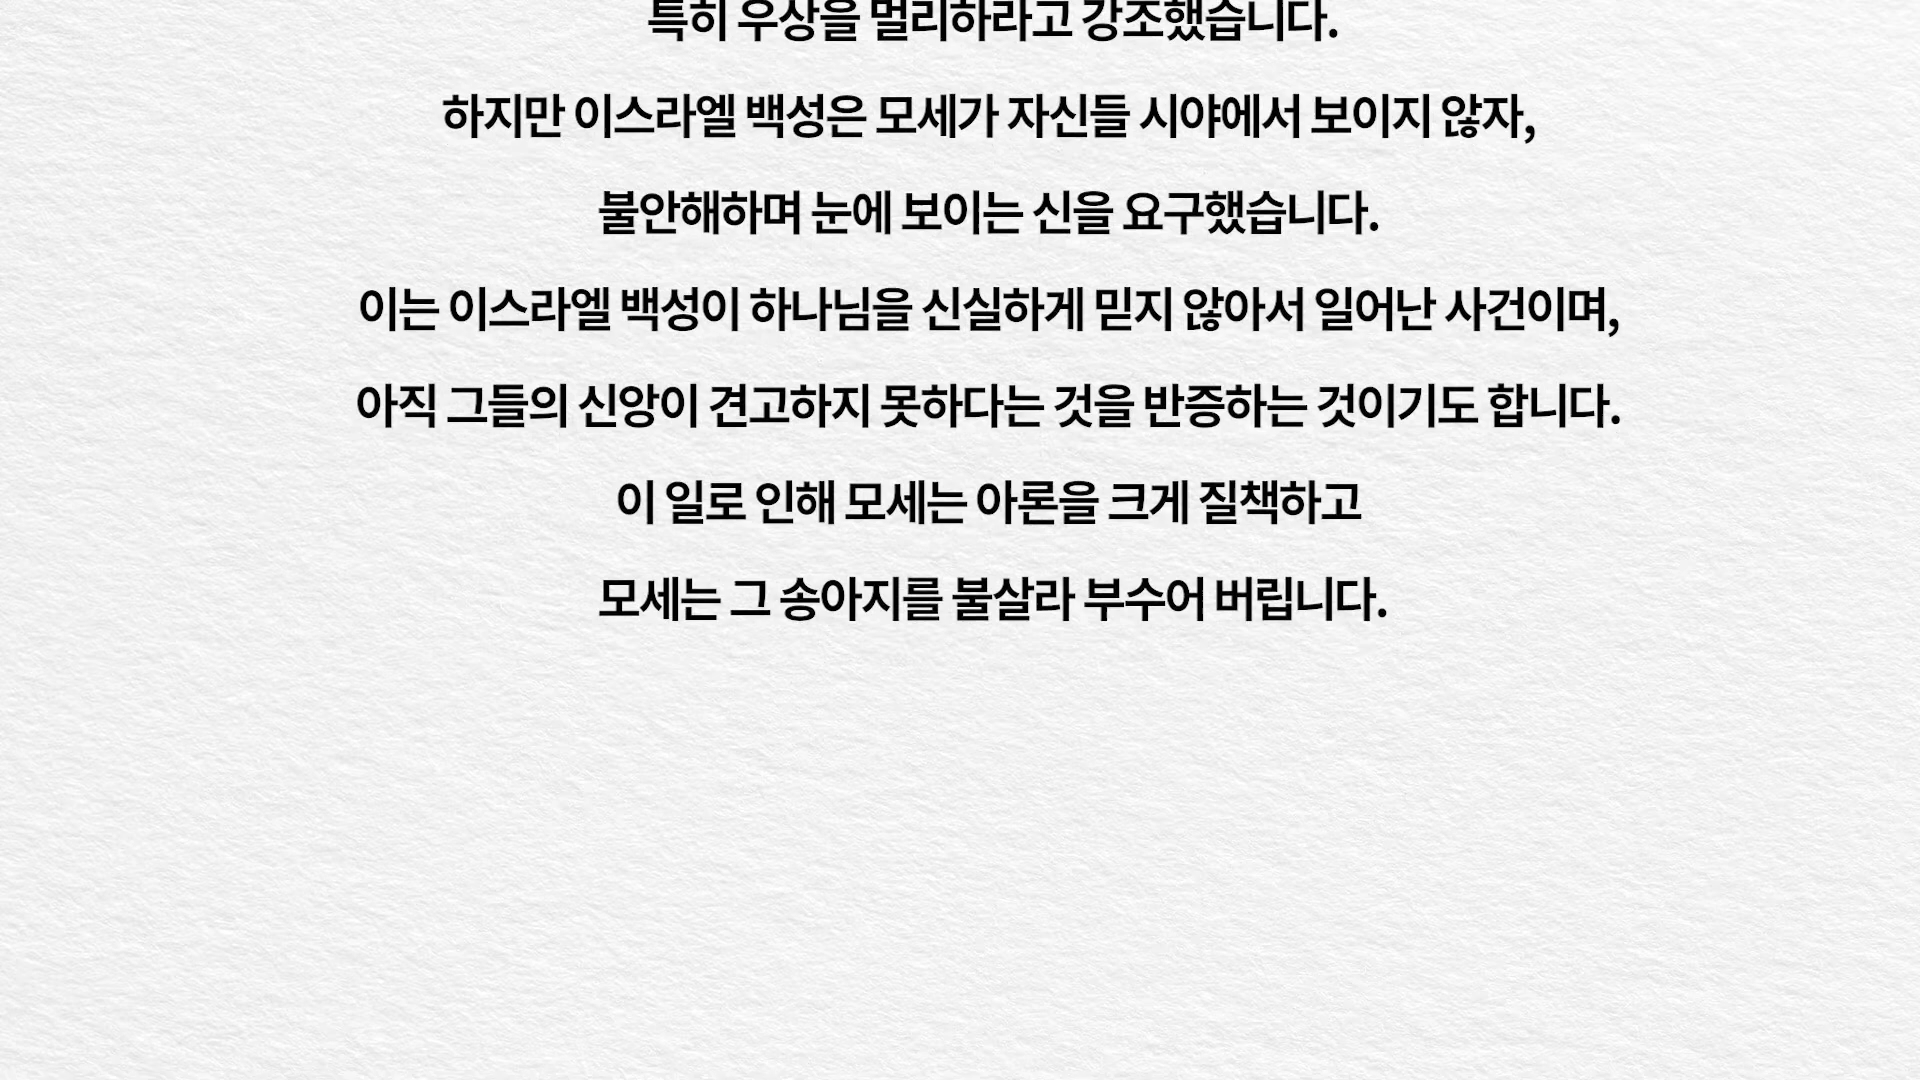 특히 우상을 멀리하라고 강조했습니다.
하지만 이스라엘 백성은 모세가 자신들 시야에서 보이지 않자,
불안해하며 눈에 보이는 신을 요구했습니다.
이는 이스라엘 백성이 하나님을 신실하게 믿지 않아서 일어난 사건이며,
아직 그들의 신앙이 견고하지 못하다는 것을 반증하는 것이기도 합니다.
이 일로 인해 모세는 아론을 크게 질책하고
모세는 그 송아지를 불살라 부수어 버립니다.